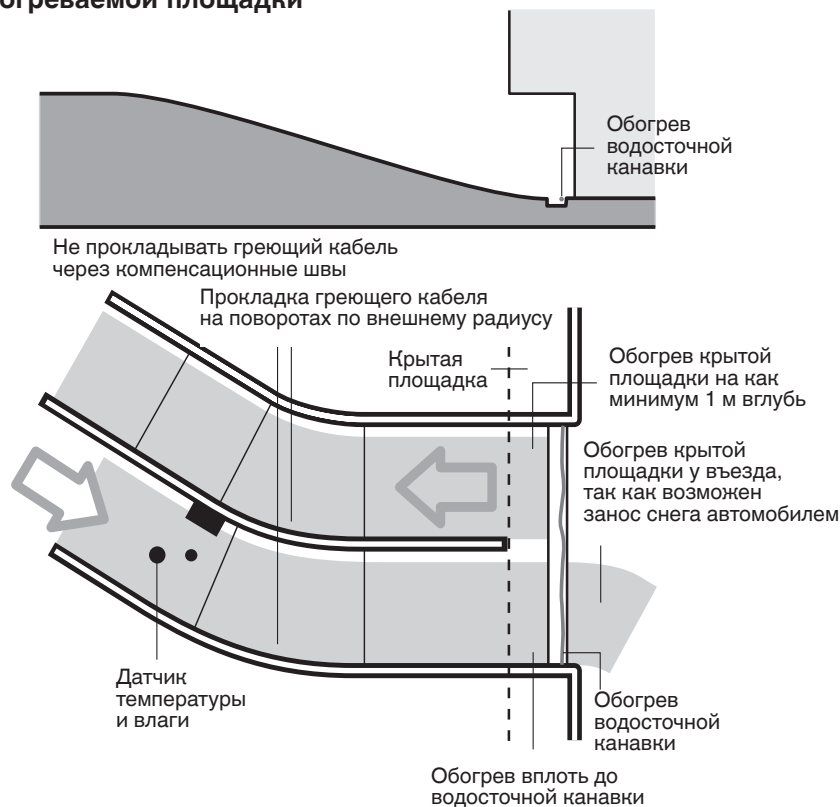 огреваемой площадки
Обогрев
водосточной
канавки
Не прокладывать греющий кабель
через компенсационные швы
Прокладка греющего кабеля
на поворотах по внешнему радиусу
Крытая
площадка
Обогрев крытой
площадки на как
минимум 1 м вглубь
Обогрев крытой
площадки у въезда,
так как возможен
занос снега автомобилем
Датчик
температуры
и влаги
Обогрев
водосточной
канавки
Обогрев вплоть до
водосточной канавки